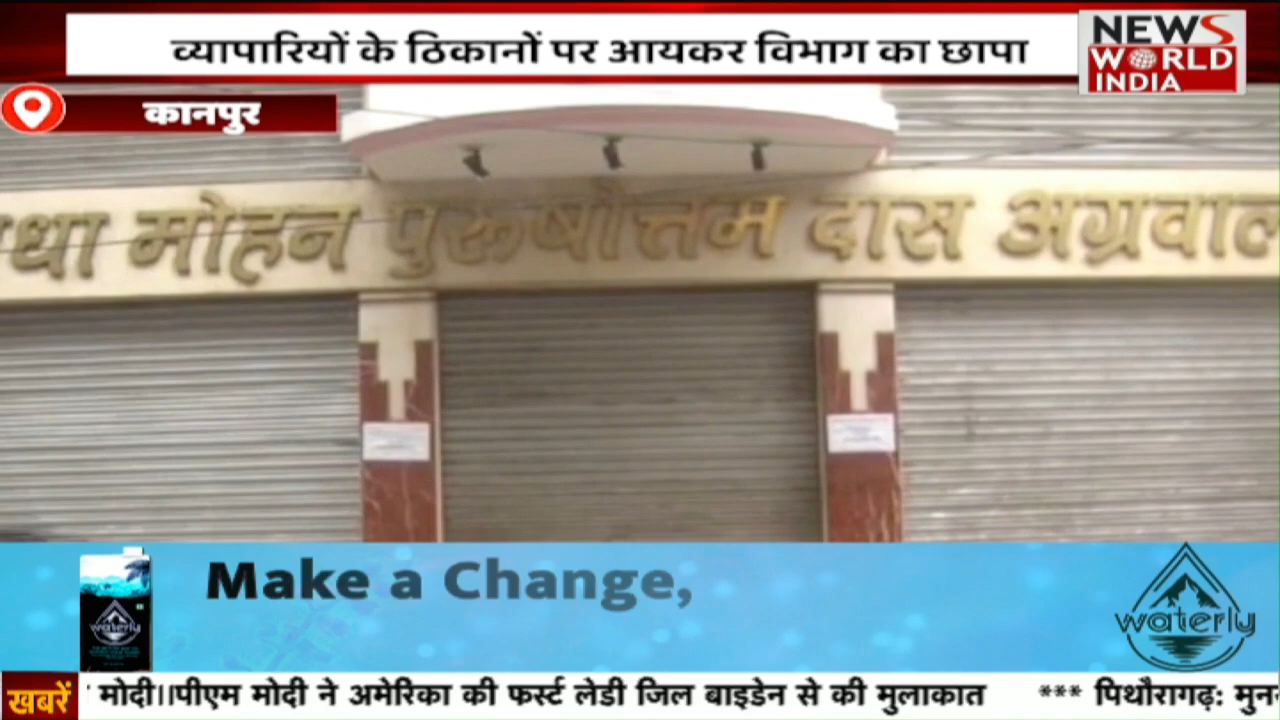 व्यापारियों के ठिकानों पर आयकर विभाग का छापा
NEWS
WORLD
INDIA
कानपुर
धा मोहन पुरूषोत्तम दास अग्रवाल
Make a Change,
waterly
waterly
खबरें
मोदी||पीएम मोदी ने अमेरिका की फर्स्ट लेडी जिल बाइडेन से की मुलाकात *** पिथौरागढ़: मुन